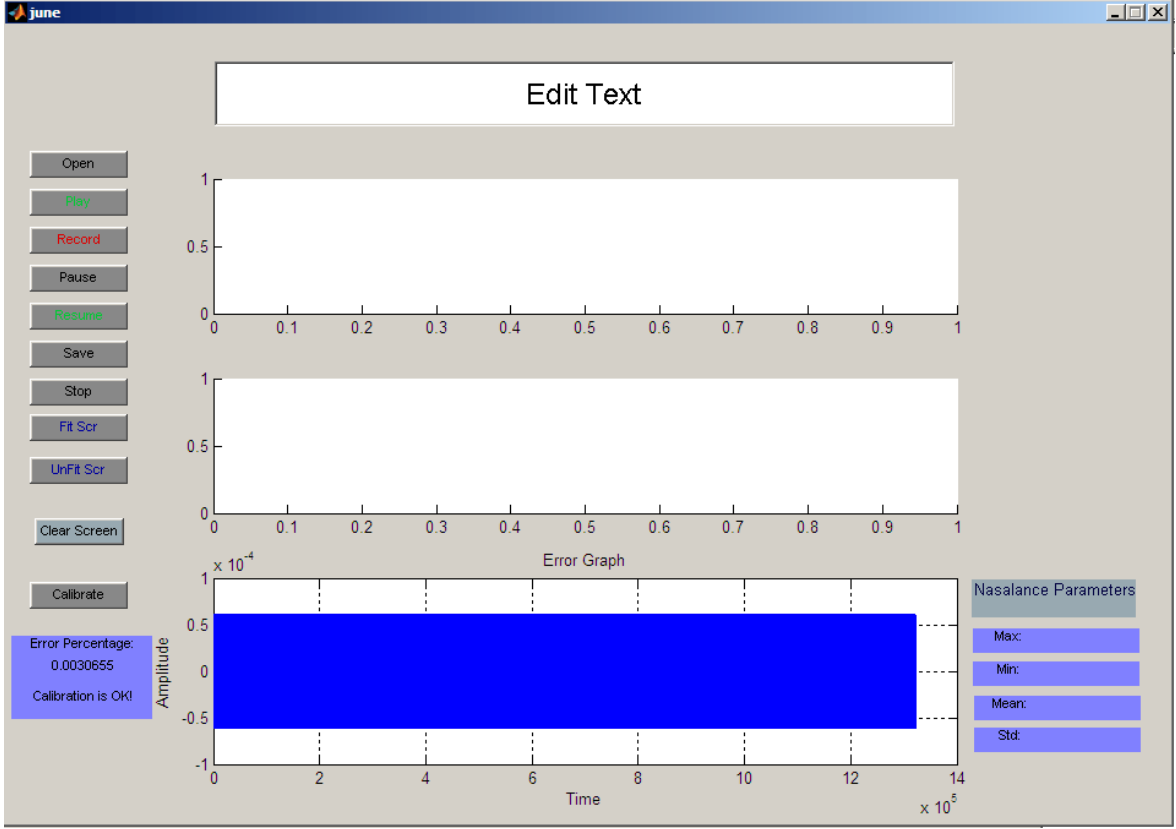 june
Edit Text
Open
Play
Record
Pause
Resume
Save
Stop
Fit Scr
UnFit Scr
Clear Screen
Calibrate
Error Percentage:
0.0030655
Calibration is OK!
1
0.5
0
0 0.1 0.2 0.3 0.4 0.5 0.6 0.7 0.8 0.9 1
1
0.5
0
0 0.1 0.2 0.3 0.4 0.5 0.6 0.7 0.8 0.9 1
Error Graph
x 10^-4
1
0.5
0
-0.5
-1
Amplitude
0 2 4 6 8 10 12 14
Time
x 10^5
Nasalance Parameters
Max:
Min:
Mean:
Std: